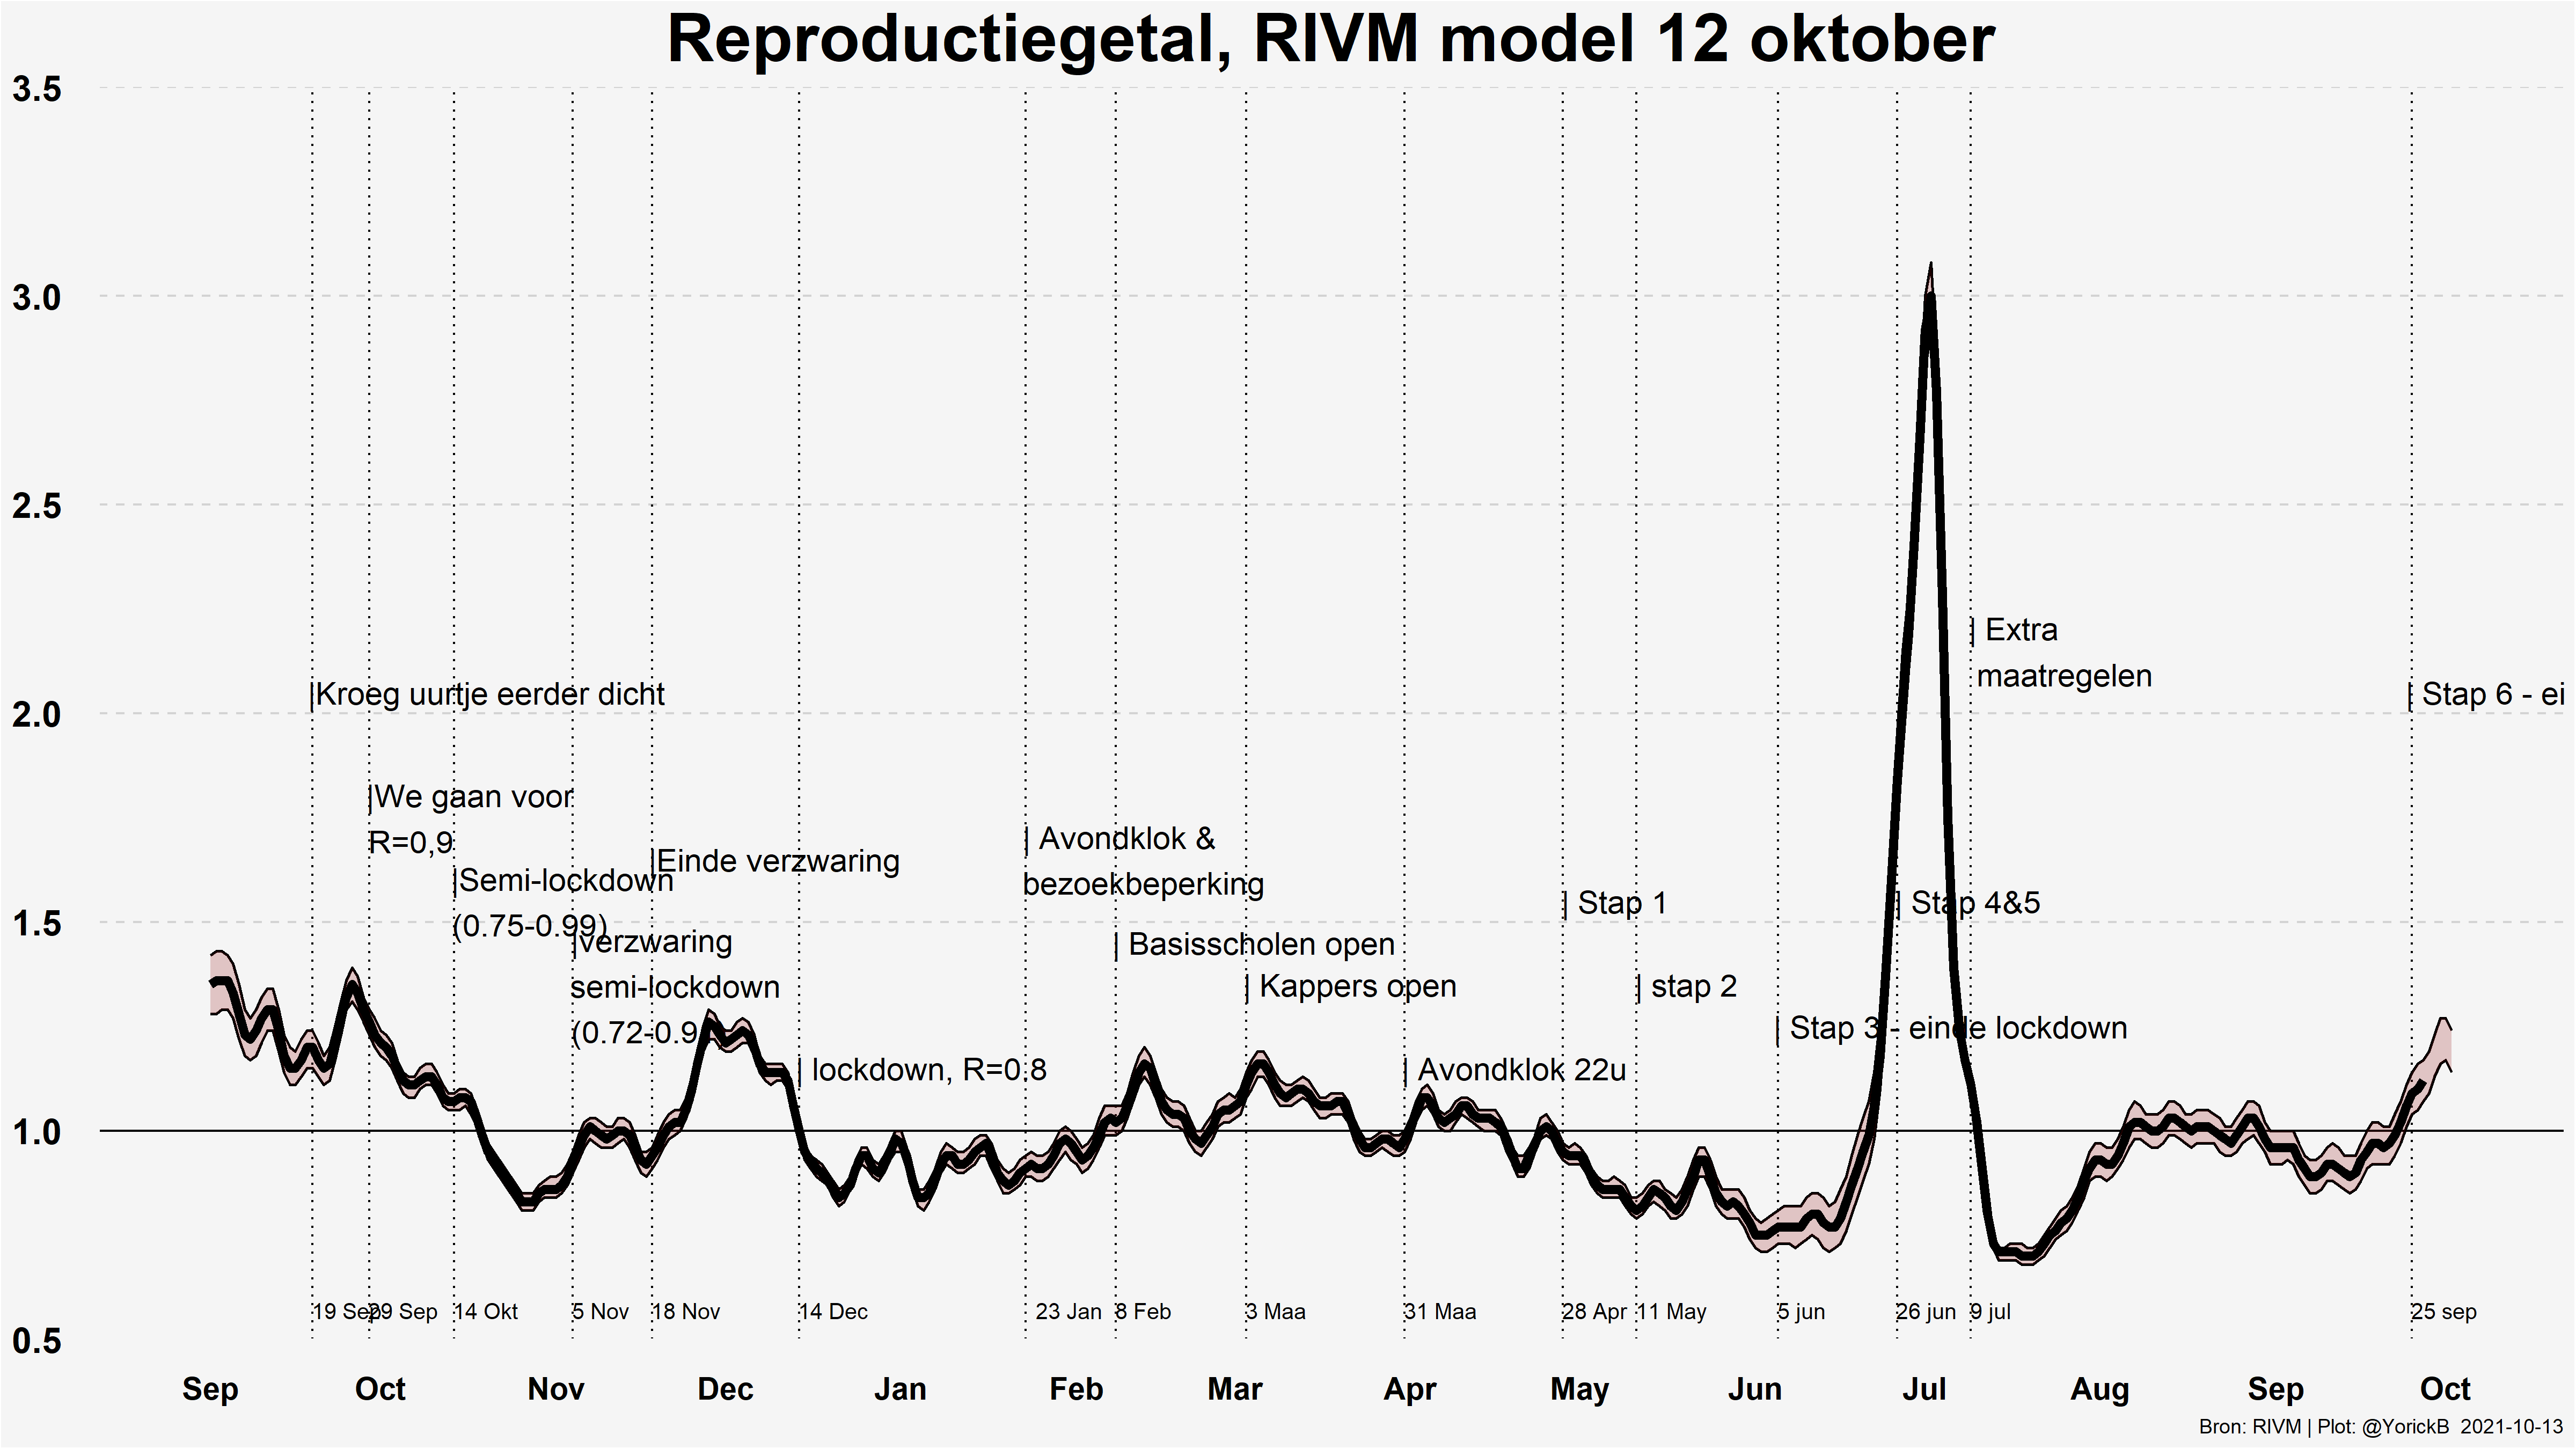 Reproductiegetal, RIVM model 12 oktober
3.5
3.0
2.5
2.0
1.5
1.0
0.5
|Kroeg uurtje eerder dicht
|We gaan voor
R=0,9
|Semi-lockdown
(0.75-0.99)
|verzwaring
semi-lockdown
(0.72-0.9
|Einde verzwaring
| lockdown, R=0.8
| Avondklok &
bezoekbeperking
| Basisscholen open
| Kappers open
| Avondklok 22u
| Stap 1
| stap 2
| Stap 3 - einde lockdown
| Stap 4&5
| Extra
maatregelen
| Stap 6 - ei
19 Sep
29 Sep
14 Okt
5 Nov
18 Nov
14 Dec
23 Jan
8 Feb
3 Maa
31 Maa
28 Apr
11 May
5 jun
26 jun
9 jul
25 sep
Sep Oct Nov Dec Jan Feb Mar Apr May Jun Jul Aug Sep Oct
Bron: RIVM | Plot: @YorickB 2021-10-13